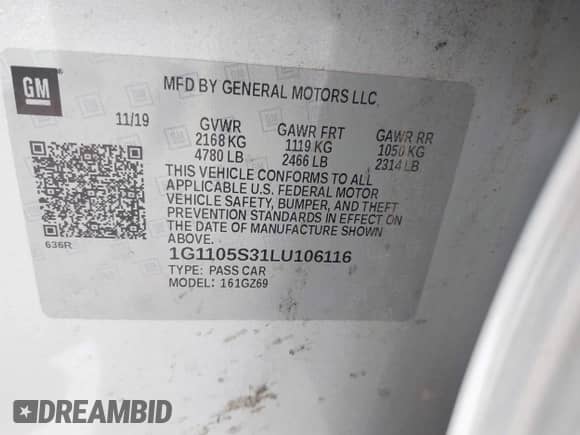 GM
MFD BY GENERAL MOTORS LLC
11/19 GVWR GAWR FRT GAWR RR
2168 KG 1119 KG 1050 KG
4780 LB 2466 LB 2314 LB
THIS VEHICLE CONFORMS TO ALL
APPLICABLE U.S. FEDERAL MOTOR
VEHICLE SAFETY, BUMPER, AND THEFT
PREVENTION STANDARDS IN EFFECT ON
THE DATE OF MANUFACTURE SHOWN
ABOVE.
636R
1G1105S31LU106116
TYPE: PASS CAR
MODEL: 161GZ69
DREAMBID